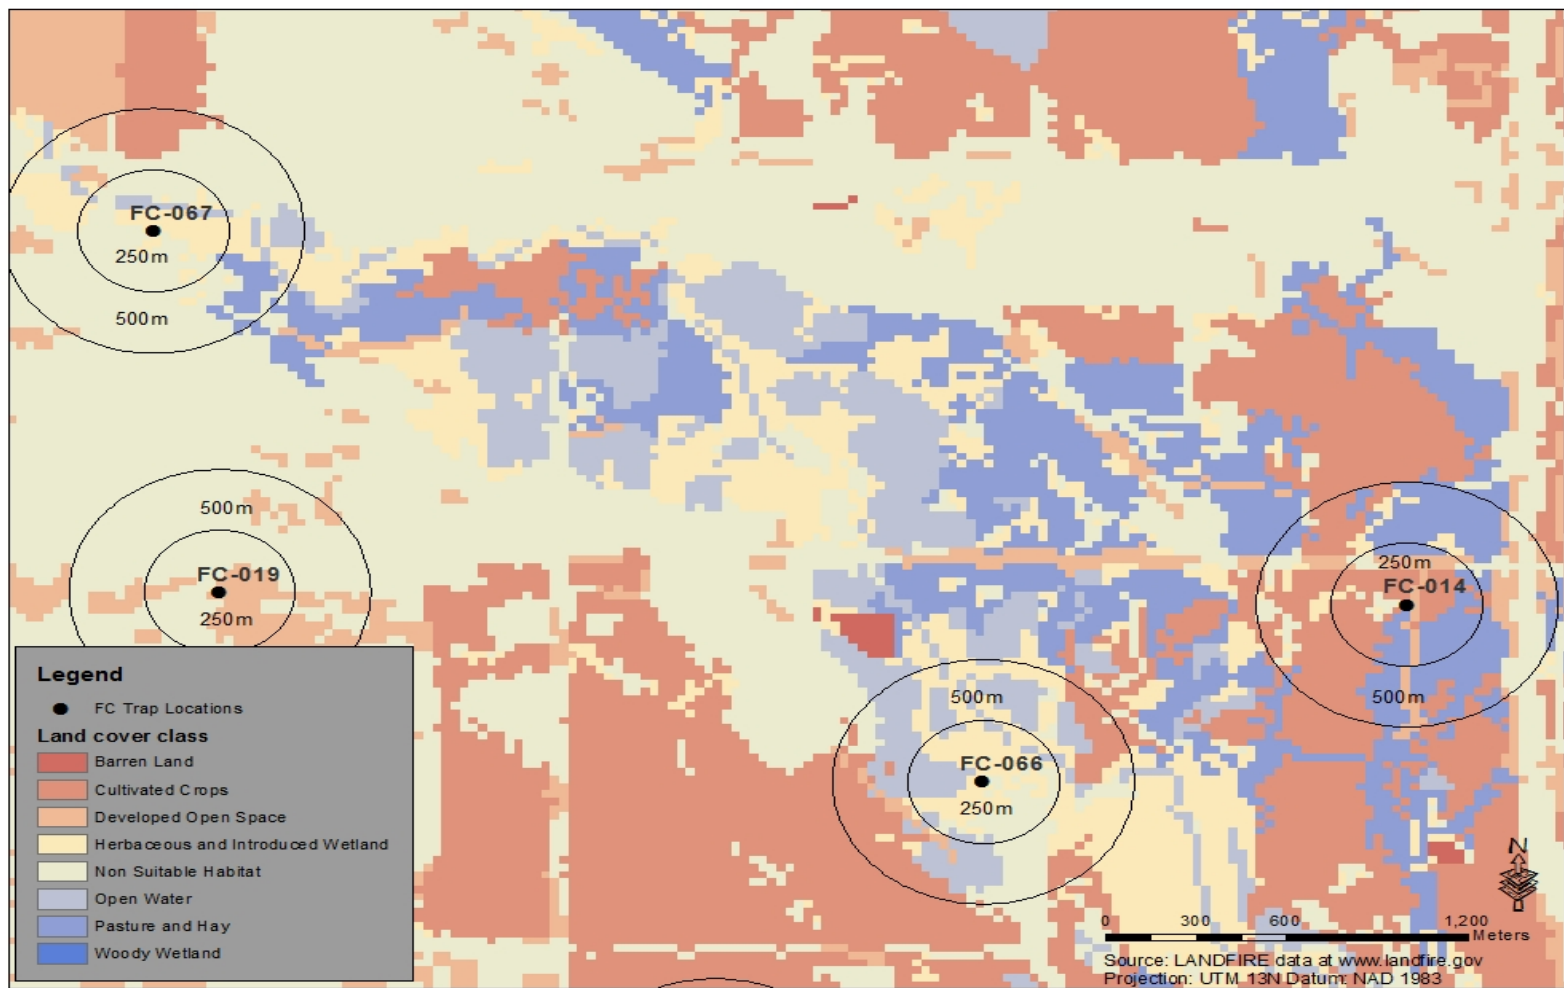 FC-067
250m
500m
500m
FC-019
250m
250m
FC-014
500m
500m
FC-066
250m
Legend
FC Trap Locations
Land cover class
Barren Land
Cultivated Crops
Developed Open Space
Herbaceous and Introduced Wetland
Non Suitable Habitat
Open Water
Pasture and Hay
Woody Wetland
N
0 300 600 1,200
Meters
Source: LANDFIRE data at www.landfire.gov
Projection: UTM 13N Datum: NAD 1983